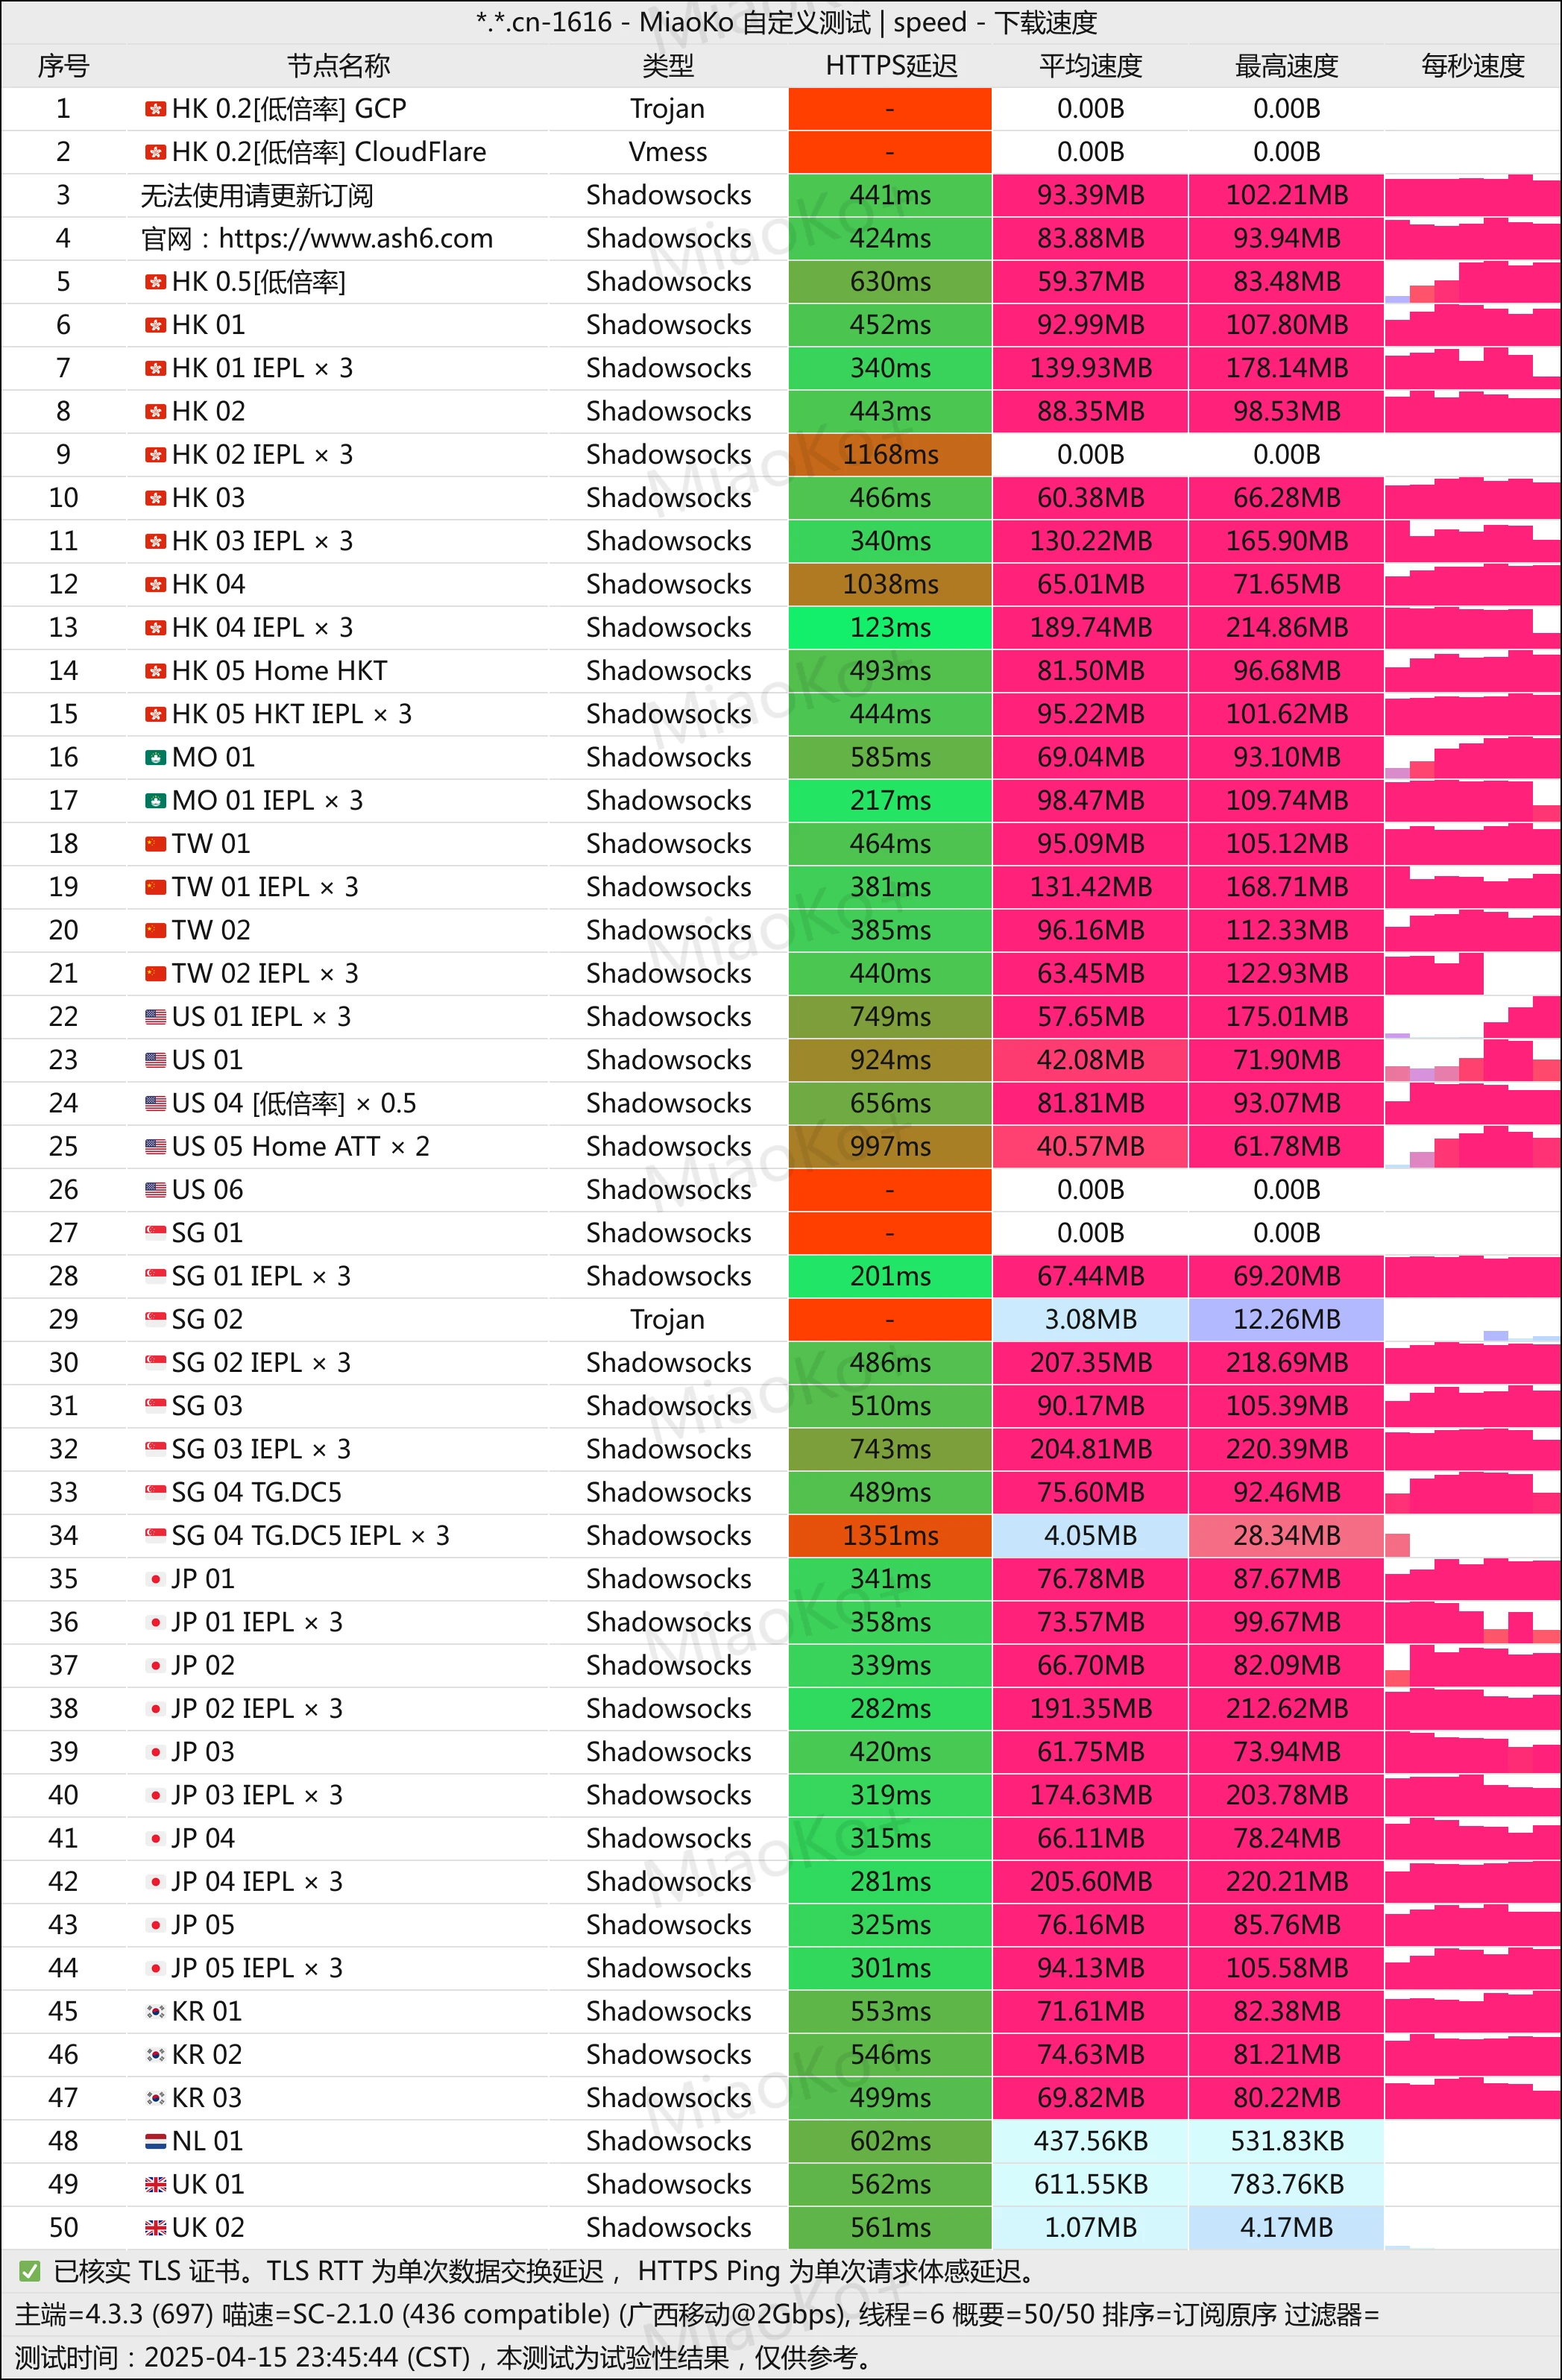 *.*.cn-1616 - MiaoKo 自定义测试 | speed - 下载速度
序号 节点名称 类型 HTTPS延迟 平均速度 最高速度 每秒速度
1 HK 0.2[低倍率] GCP Trojan - 0.00B 0.00B
2 HK 0.2[低倍率] CloudFlare Vmess - 0.00B 0.00B
3 无法使用请更新订阅 Shadowsocks 441ms 93.39MB 102.21MB
4 官网：https://www.ash6.com Shadowsocks 424ms 83.88MB 93.94MB
5 HK 0.5[低倍率] Shadowsocks 630ms 59.37MB 83.48MB
6 HK 01 Shadowsocks 452ms 92.99MB 107.80MB
7 HK 01 IEPL × 3 Shadowsocks 340ms 139.93MB 178.14MB
8 HK 02 Shadowsocks 443ms 88.35MB 98.53MB
9 HK 02 IEPL × 3 Shadowsocks 1168ms 0.00B 0.00B
10 HK 03 Shadowsocks 466ms 60.38MB 66.28MB
11 HK 03 IEPL × 3 Shadowsocks 340ms 130.22MB 165.90MB
12 HK 04 Shadowsocks 1038ms 65.01MB 71.65MB
13 HK 04 IEPL × 3 Shadowsocks 123ms 189.74MB 214.86MB
14 HK 05 Home HKT Shadowsocks 493ms 81.50MB 96.68MB
15 HK 05 HKT IEPL × 3 Shadowsocks 444ms 95.22MB 101.62MB
16 MO 01 Shadowsocks 585ms 69.04MB 93.10MB
17 MO 01 IEPL × 3 Shadowsocks 217ms 98.47MB 109.74MB
18 TW 01 Shadowsocks 464ms 95.09MB 105.12MB
19 TW 01 IEPL × 3 Shadowsocks 381ms 131.42MB 168.71MB
20 TW 02 Shadowsocks 385ms 96.16MB 112.33MB
21 TW 02 IEPL × 3 Shadowsocks 440ms 63.45MB 122.93MB
22 US 01 IEPL × 3 Shadowsocks 749ms 57.65MB 175.01MB
23 US 01 Shadowsocks 924ms 42.08MB 71.90MB
24 US 04 [低倍率] × 0.5 Shadowsocks 656ms 81.81MB 93.07MB
25 US 05 Home ATT × 2 Shadowsocks 997ms 40.57MB 61.78MB
26 US 06 Shadowsocks - 0.00B 0.00B
27 SG 01 Shadowsocks - 0.00B 0.00B
28 SG 01 IEPL × 3 Shadowsocks 201ms 67.44MB 69.20MB
29 SG 02 Trojan - 3.08MB 12.26MB
30 SG 02 IEPL × 3 Shadowsocks 486ms 207.35MB 218.69MB
31 SG 03 Shadowsocks 510ms 90.17MB 105.39MB
32 SG 03 IEPL × 3 Shadowsocks 743ms 204.81MB 220.39MB
33 SG 04 TG.DC5 Shadowsocks 489ms 75.60MB 92.46MB
34 SG 04 TG.DC5 IEPL × 3 Shadowsocks 1351ms 4.05MB 28.34MB
35 JP 01 Shadowsocks 341ms 76.78MB 87.67MB
36 JP 01 IEPL × 3 Shadowsocks 358ms 73.57MB 99.67MB
37 JP 02 Shadowsocks 339ms 66.70MB 82.09MB
38 JP 02 IEPL × 3 Shadowsocks 282ms 191.35MB 212.62MB
39 JP 03 Shadowsocks 420ms 61.75MB 73.94MB
40 JP 03 IEPL × 3 Shadowsocks 319ms 174.63MB 203.78MB
41 JP 04 Shadowsocks 315ms 66.11MB 78.24MB
42 JP 04 IEPL × 3 Shadowsocks 281ms 205.60MB 220.21MB
43 JP 05 Shadowsocks 325ms 76.16MB 85.76MB
44 JP 05 IEPL × 3 Shadowsocks 301ms 94.13MB 105.58MB
45 KR 01 Shadowsocks 553ms 71.61MB 82.38MB
46 KR 02 Shadowsocks 546ms 74.63MB 81.21MB
47 KR 03 Shadowsocks 499ms 69.82MB 80.22MB
48 NL 01 Shadowsocks 602ms 437.56KB 531.83KB
49 UK 01 Shadowsocks 562ms 611.55KB 783.76KB
50 UK 02 Shadowsocks 561ms 1.07MB 4.17MB
✅ 已核实 TLS 证书。TLS RTT 为单次数据交换延迟， HTTPS Ping 为单次请求体感延迟。
主端=4.3.3 (697) 喵速=SC-2.1.0 (436 compatible) (广西移动@2Gbps), 线程=6 概要=50/50 排序=订阅原序 过滤器=
测试时间：2025-04-15 23:45:44 (CST)，本测试为试验性结果，仅供参考。
MiaoKo+